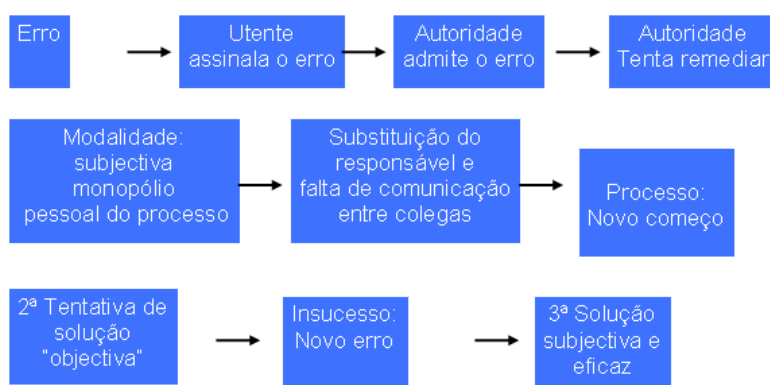 Erro
Utente
assinala o erro
Autoridade
admite o erro
Autoridade
Tenta remediar
Modalidade:
subjectiva
monopólio
pessoal do processo
Substituição do
responsável e
falta de comunicação
entre colegas
Processo:
Novo começo
2ª Tentativa de
solução
"objectiva"
Insucesso:
Novo erro
3ª Solução
subjectiva e
eficaz